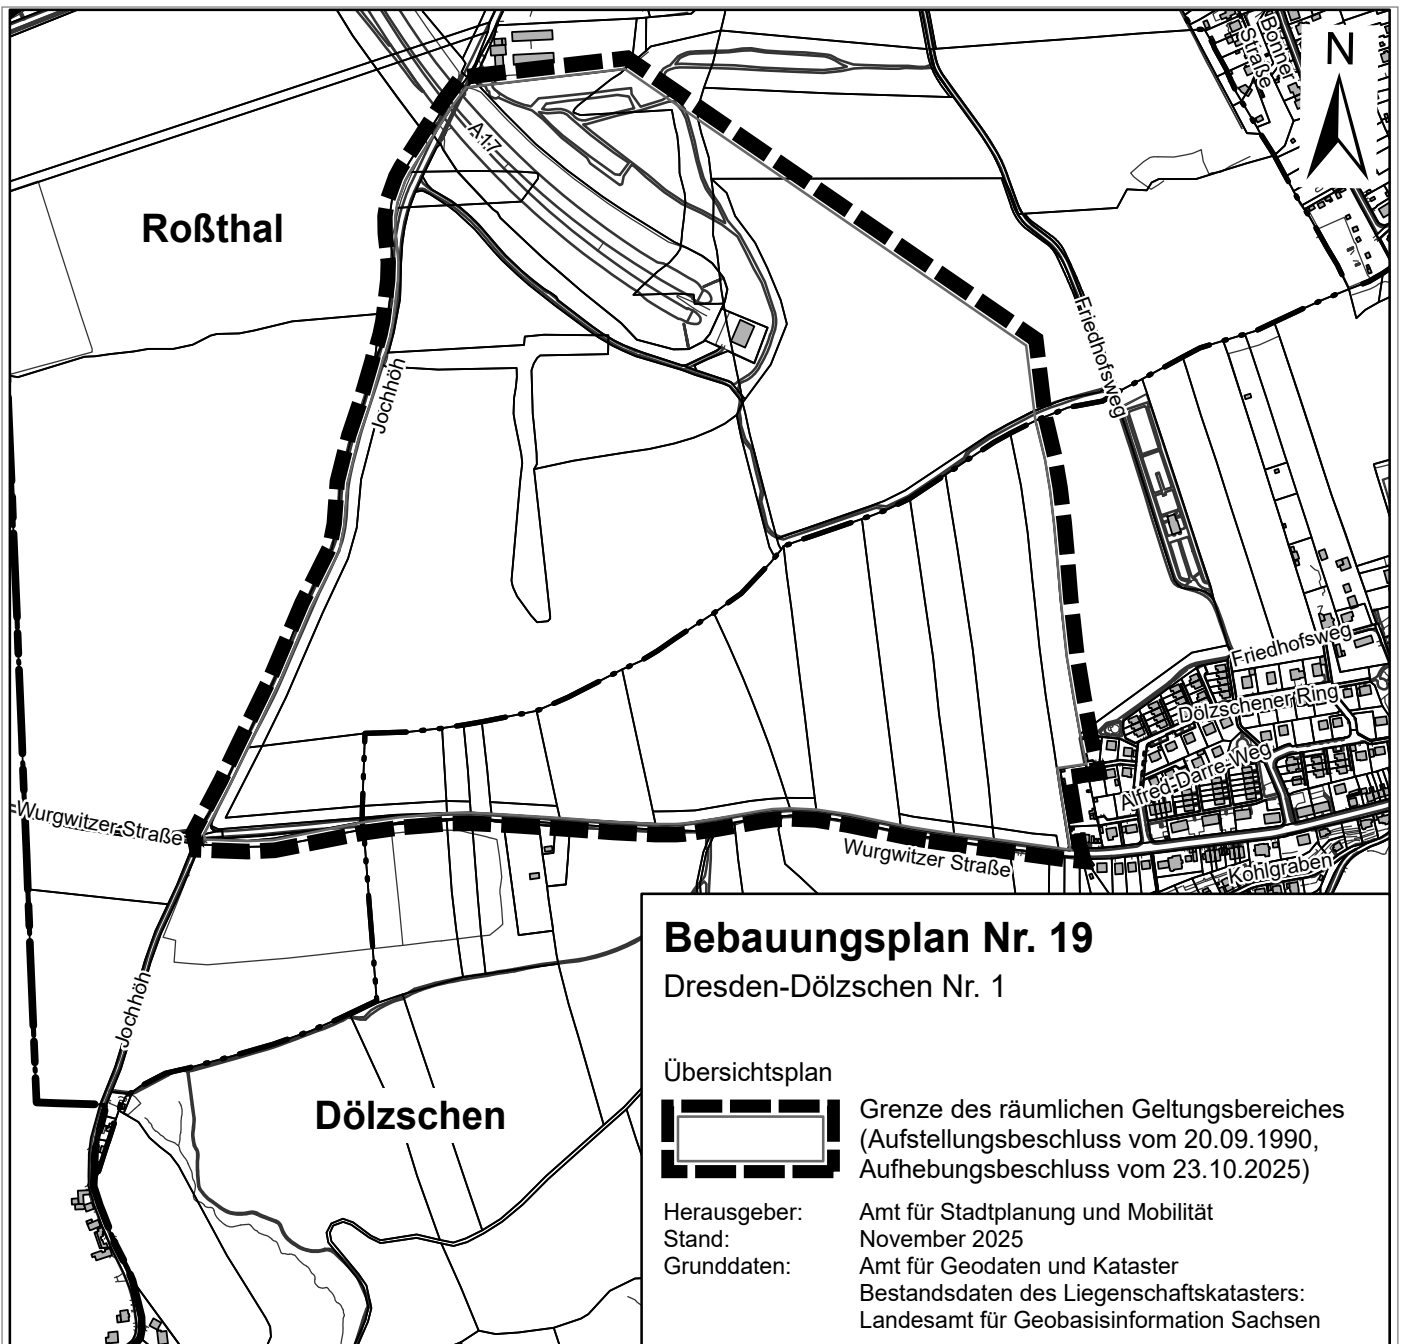 Bonner
Straße
N
A 17
Roßthal
Friedhofsweg
Jochhöh
Friedhofsweg
Dölzschener Ring
Alfred-Darre-Weg
Wurgwitzer Straße
Wurgwitzer Straße
Kohlgraben
Jochhöh
Dölzschen
Bebauungsplan Nr. 19
Dresden-Dölzschen Nr. 1
Übersichtsplan
Grenze des räumlichen Geltungsbereiches
(Aufstellungsbeschluss vom 20.09.1990,
Aufhebungsbeschluss vom 23.10.2025)
Herausgeber: Amt für Stadtplanung und Mobilität
Stand: November 2025
Grunddaten: Amt für Geodaten und Kataster
Bestandsdaten des Liegenschaftskatasters:
Landesamt für Geobasisinformation Sachsen